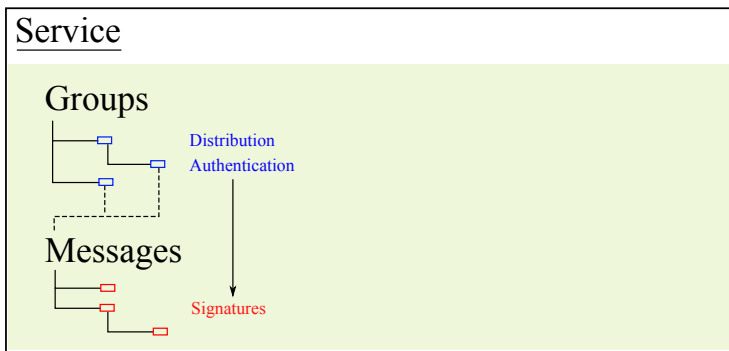 Service
Groups
Distribution
Authentication
Messages
Signatures